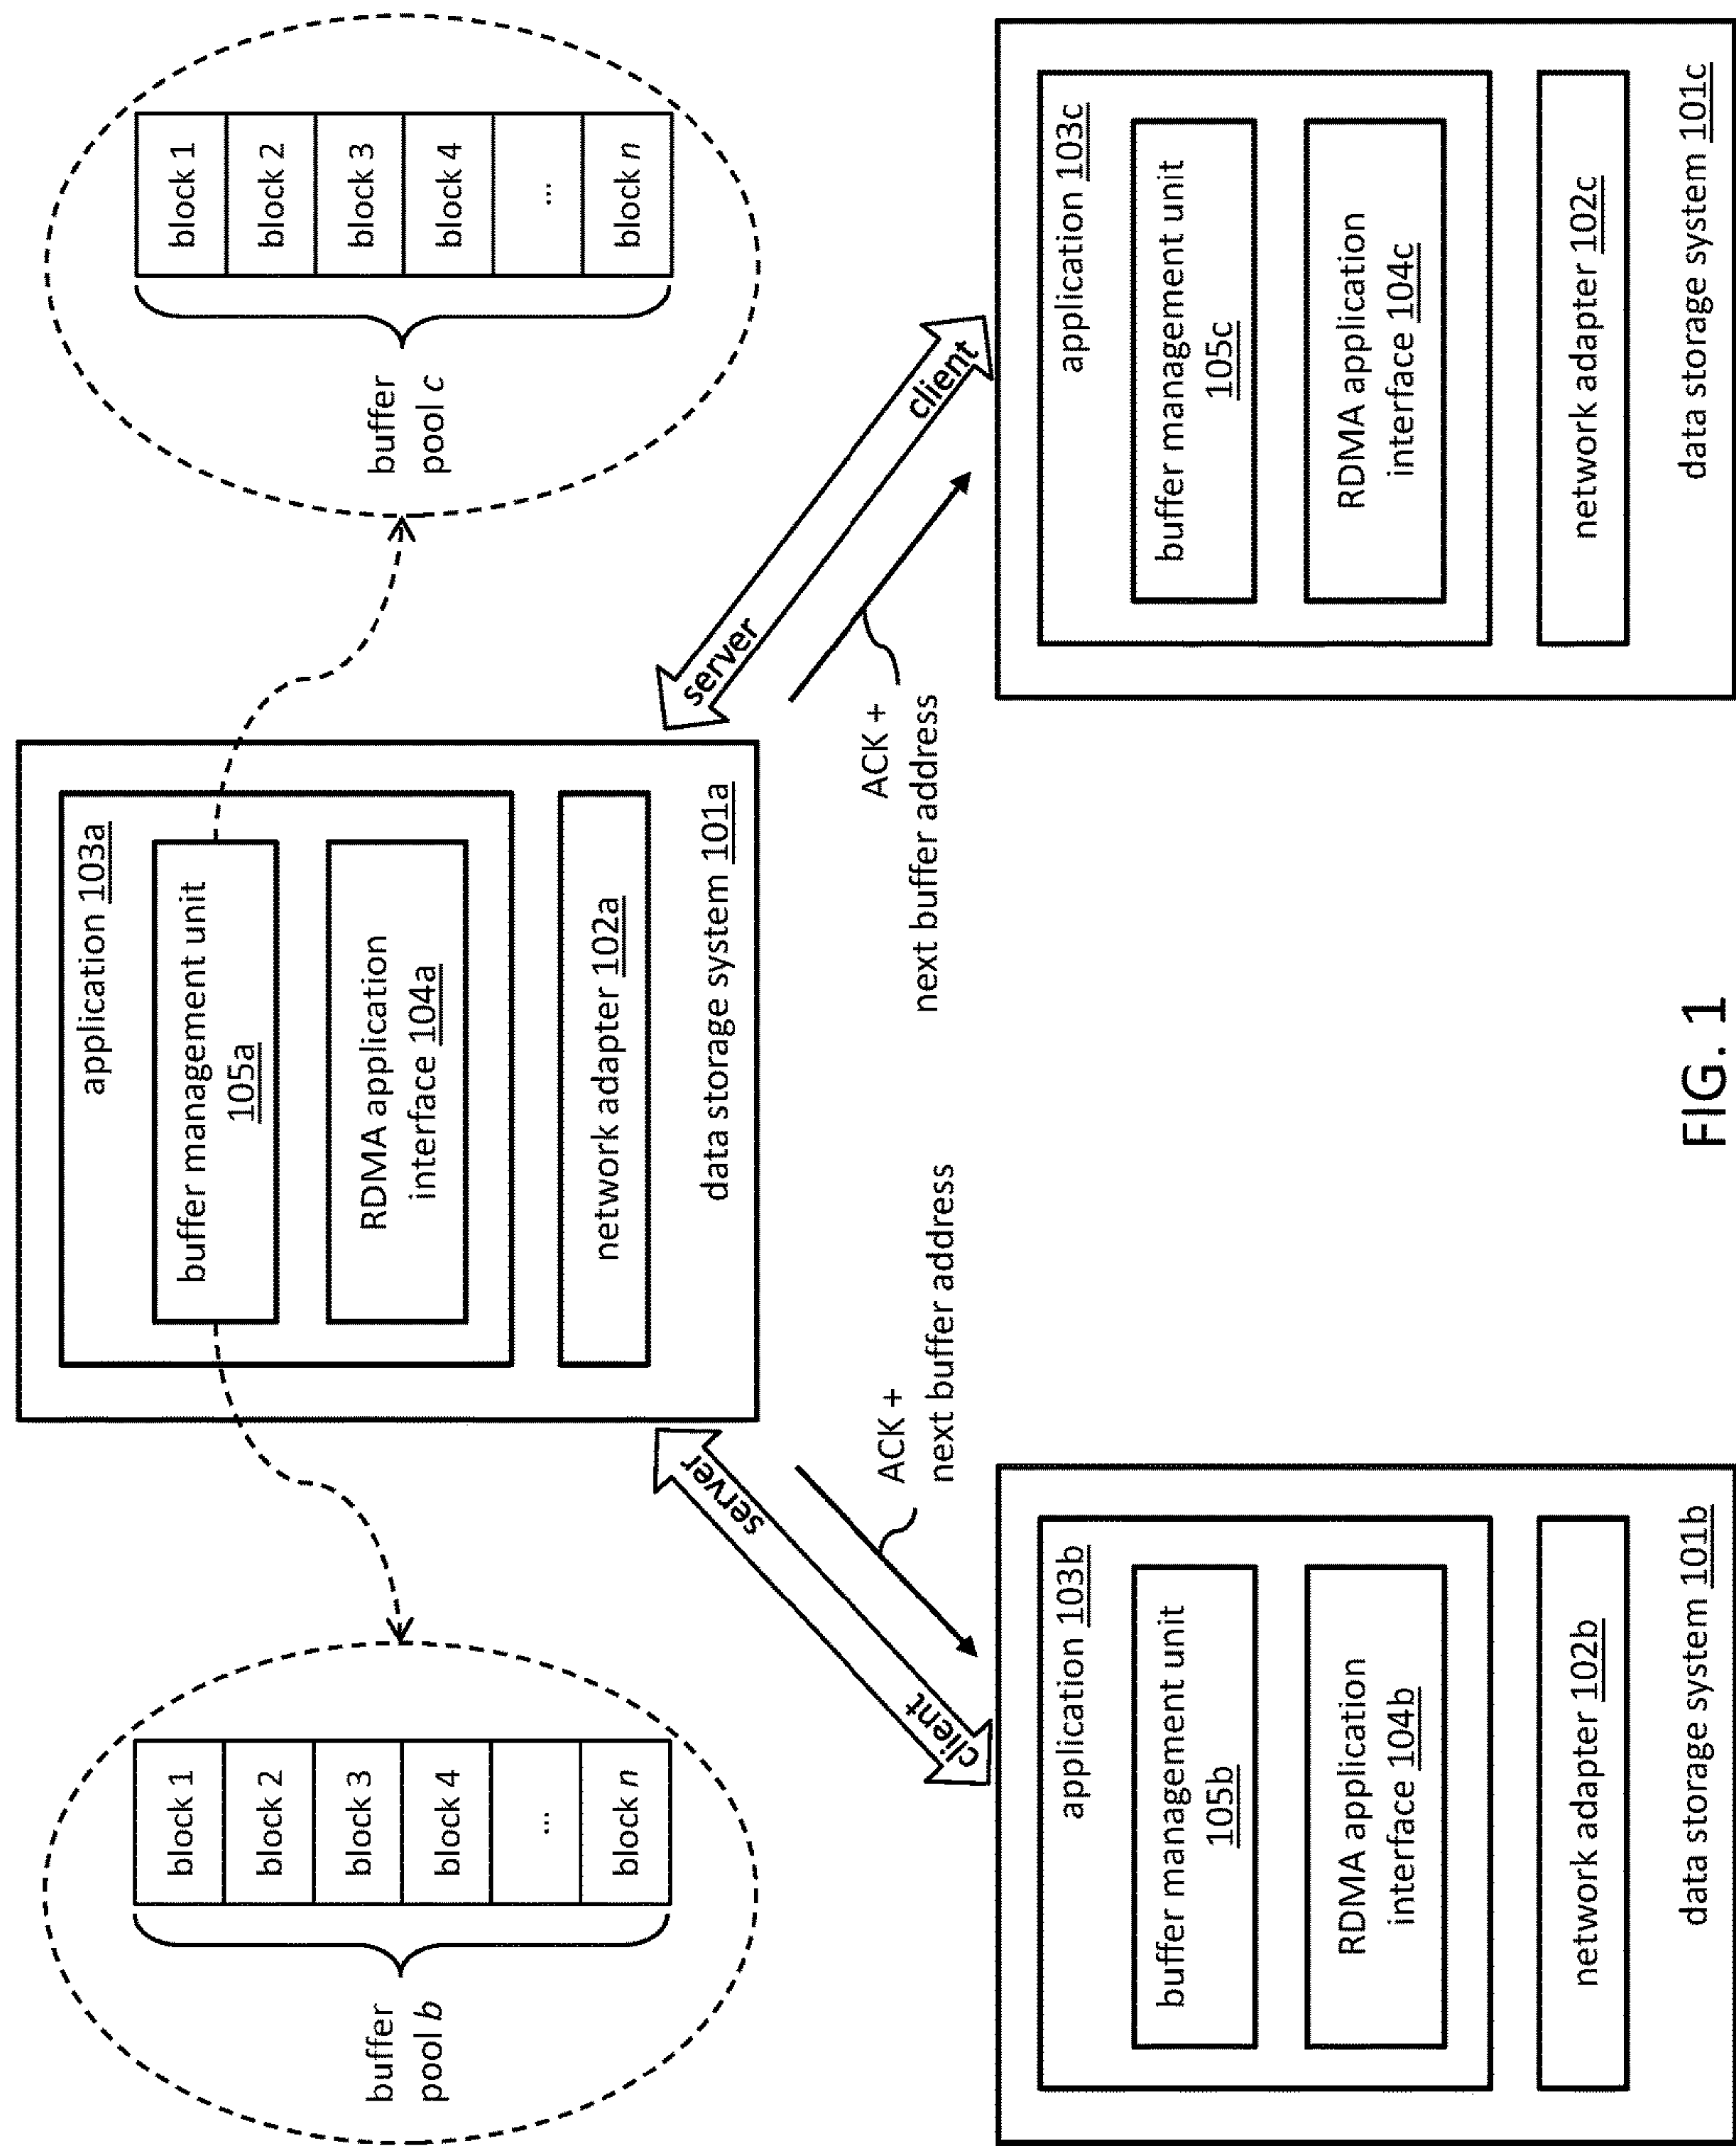 buffer
pool b
block 1
block 2
block 3
block 4
...
block n
application 103a
buffer management unit
105a
RDMA application
interface 104a
network adapter 102a
data storage system 101a
buffer
pool c
block 1
block 2
block 3
block 4
...
block n
server
client
ACK +
next buffer address
server
client
ACK +
next buffer address
application 103b
buffer management unit
105b
RDMA application
interface 104b
network adapter 102b
data storage system 101b
application 103c
buffer management unit
105c
RDMA application
interface 104c
network adapter 102c
data storage system 101c
FIG. 1